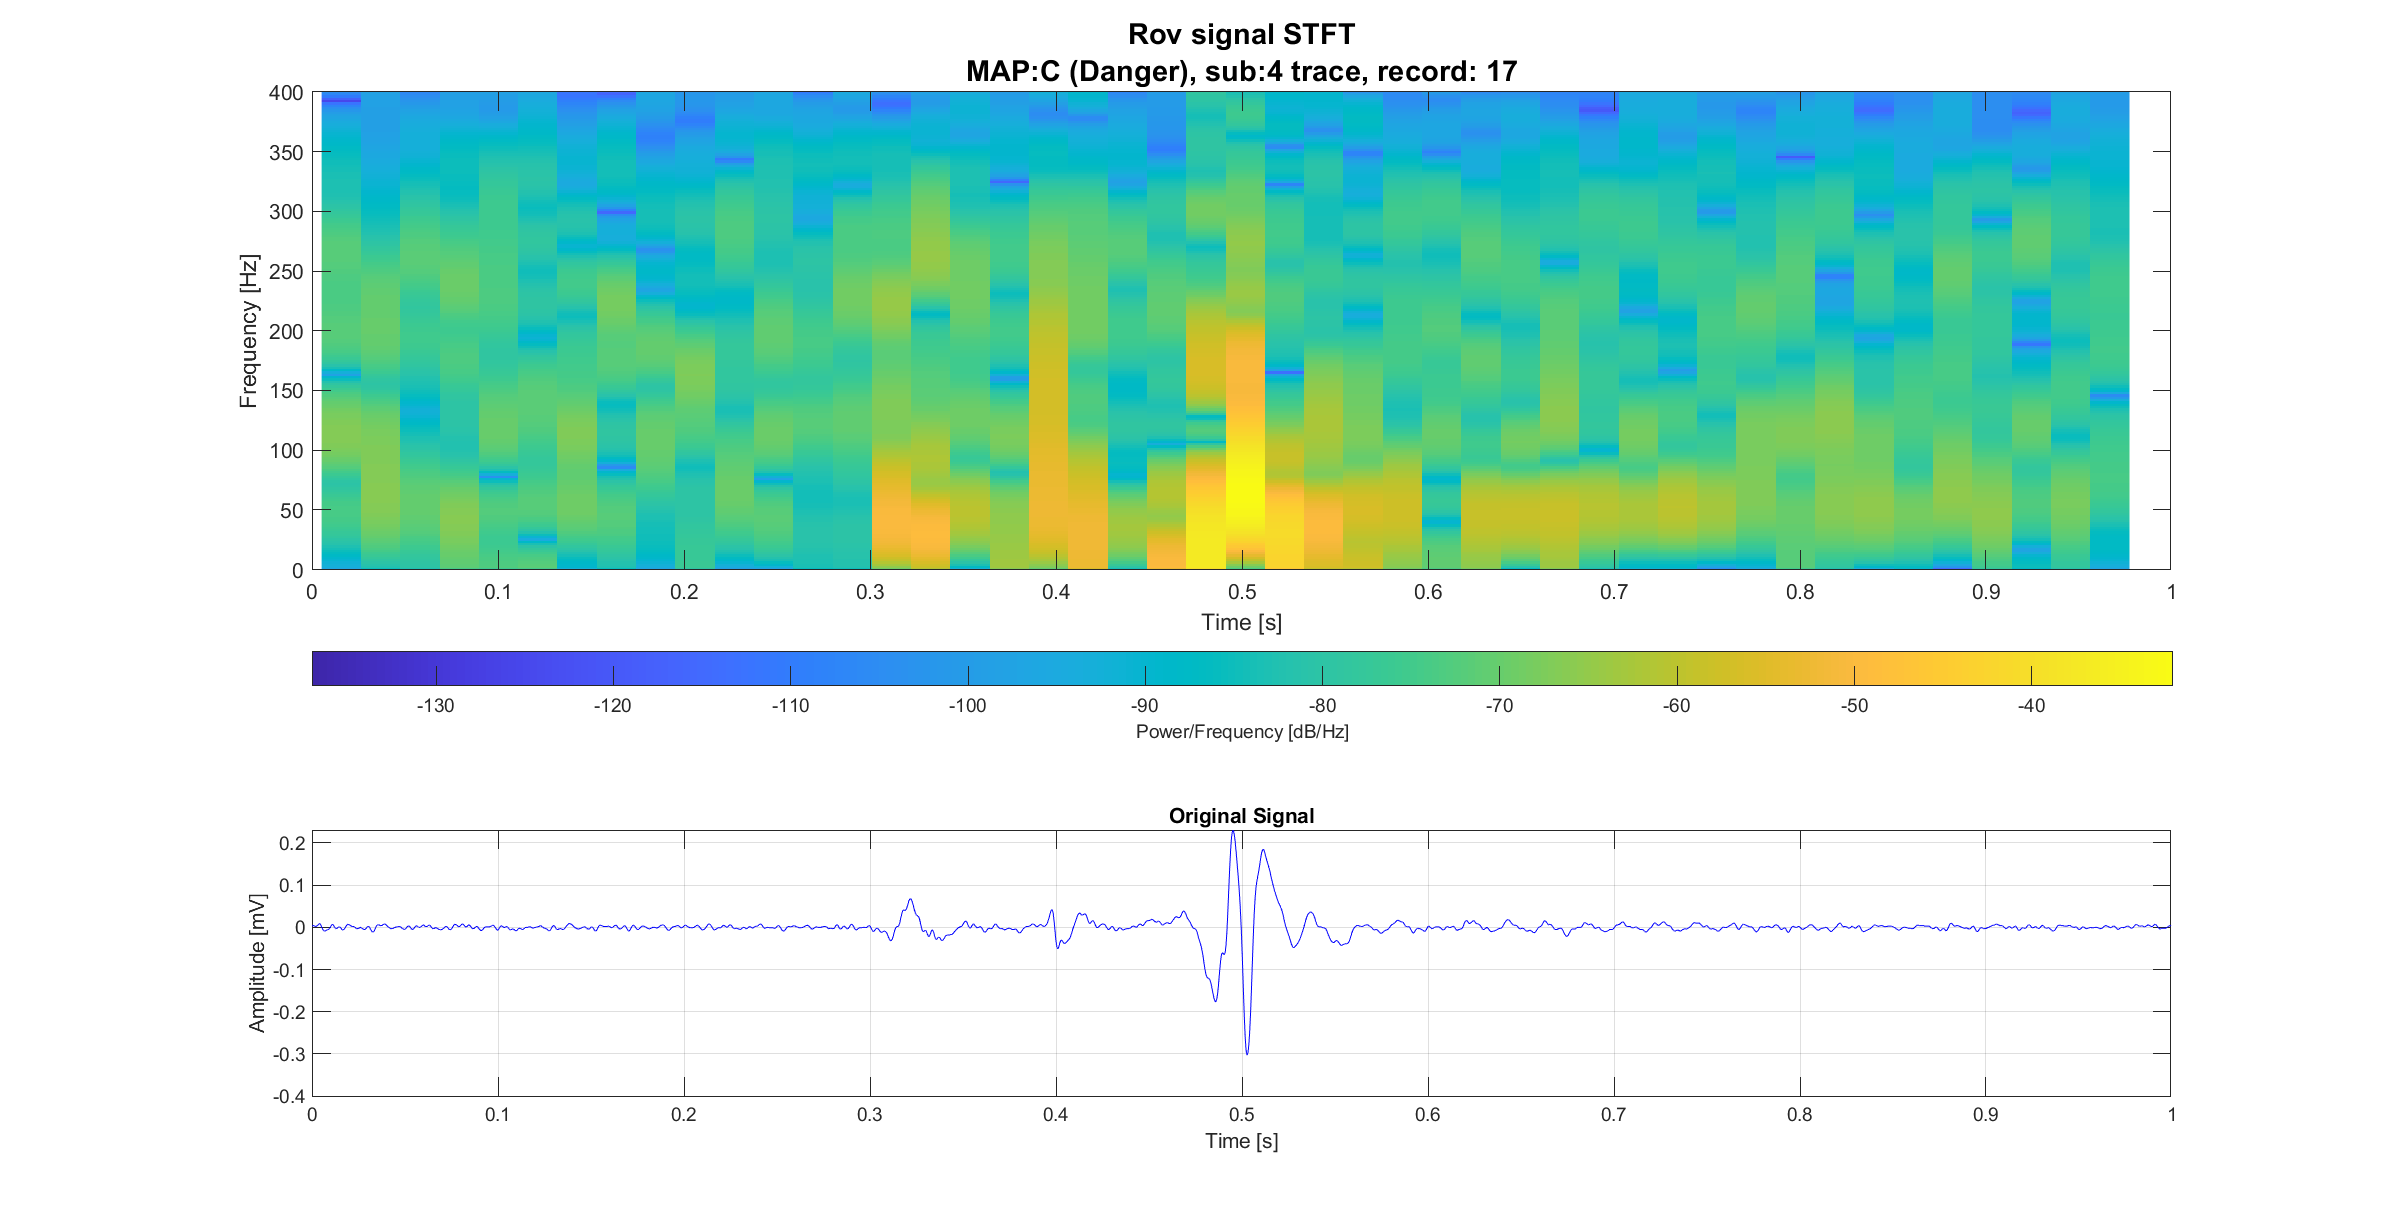 Rov signal STFT
MAP:C (Danger), sub:4 trace, record: 17
400
350
300
250
200
150
100
50
0
Frequency [Hz]
0 0.1 0.2 0.3 0.4 0.5 0.6 0.7 0.8 0.9 1
Time [s]
-130 -120 -110 -100 -90 -80 -70 -60 -50 -40
Power/Frequency [dB/Hz]
Original Signal
0.2
0.1
0
-0.1
-0.2
-0.3
-0.4
Amplitude [mV]
0 0.1 0.2 0.3 0.4 0.5 0.6 0.7 0.8 0.9 1
Time [s]